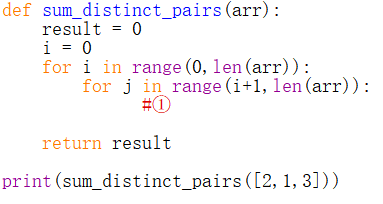 def sum_distinct_pairs(arr):
    result = 0
    i = 0
    for i in range(0,len(arr)):
        for j in range(i+1,len(arr)):
              #①
    return result
print(sum_distinct_pairs([2,1,3]))